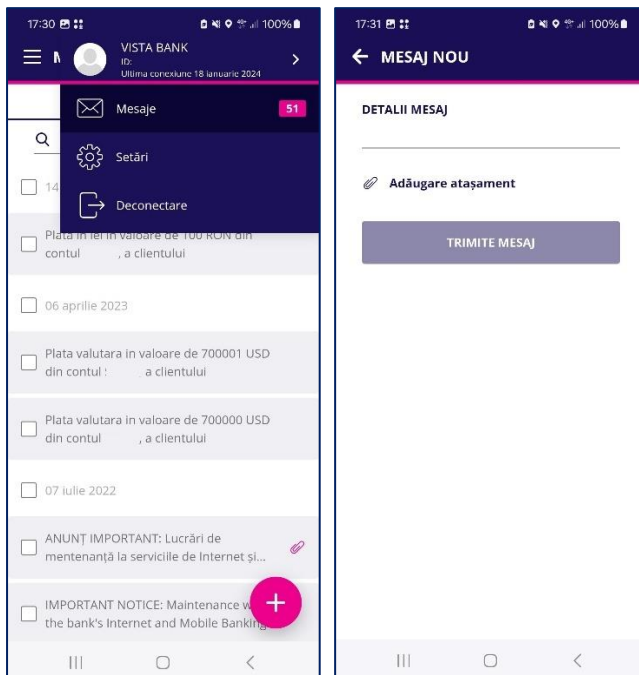 17:30
100%
M
VISTA BANK
ID:
Ultima conexiune 18 ianuarie 2024
Mesaje
51
Setări
Deconectare
14
Plata in lei in valoare de 100 RON din
contul , a clientului
06 aprilie 2023
Plata valutara in valoare de 700001 USD
din contul : a clientului
Plata valutara in valoare de 700000 USD
din contul , a clientului
07 iulie 2022
ANUNȚ IMPORTANT: Lucrări de
mentenanță la serviciile de Internet și...
IMPORTANT NOTICE: Maintenance w
the bank's Internet and Mobile Banking
17:31
100%
MESAJ NOU
DETALII MESAJ
Adăugare atașament
TRIMITE MESAJ